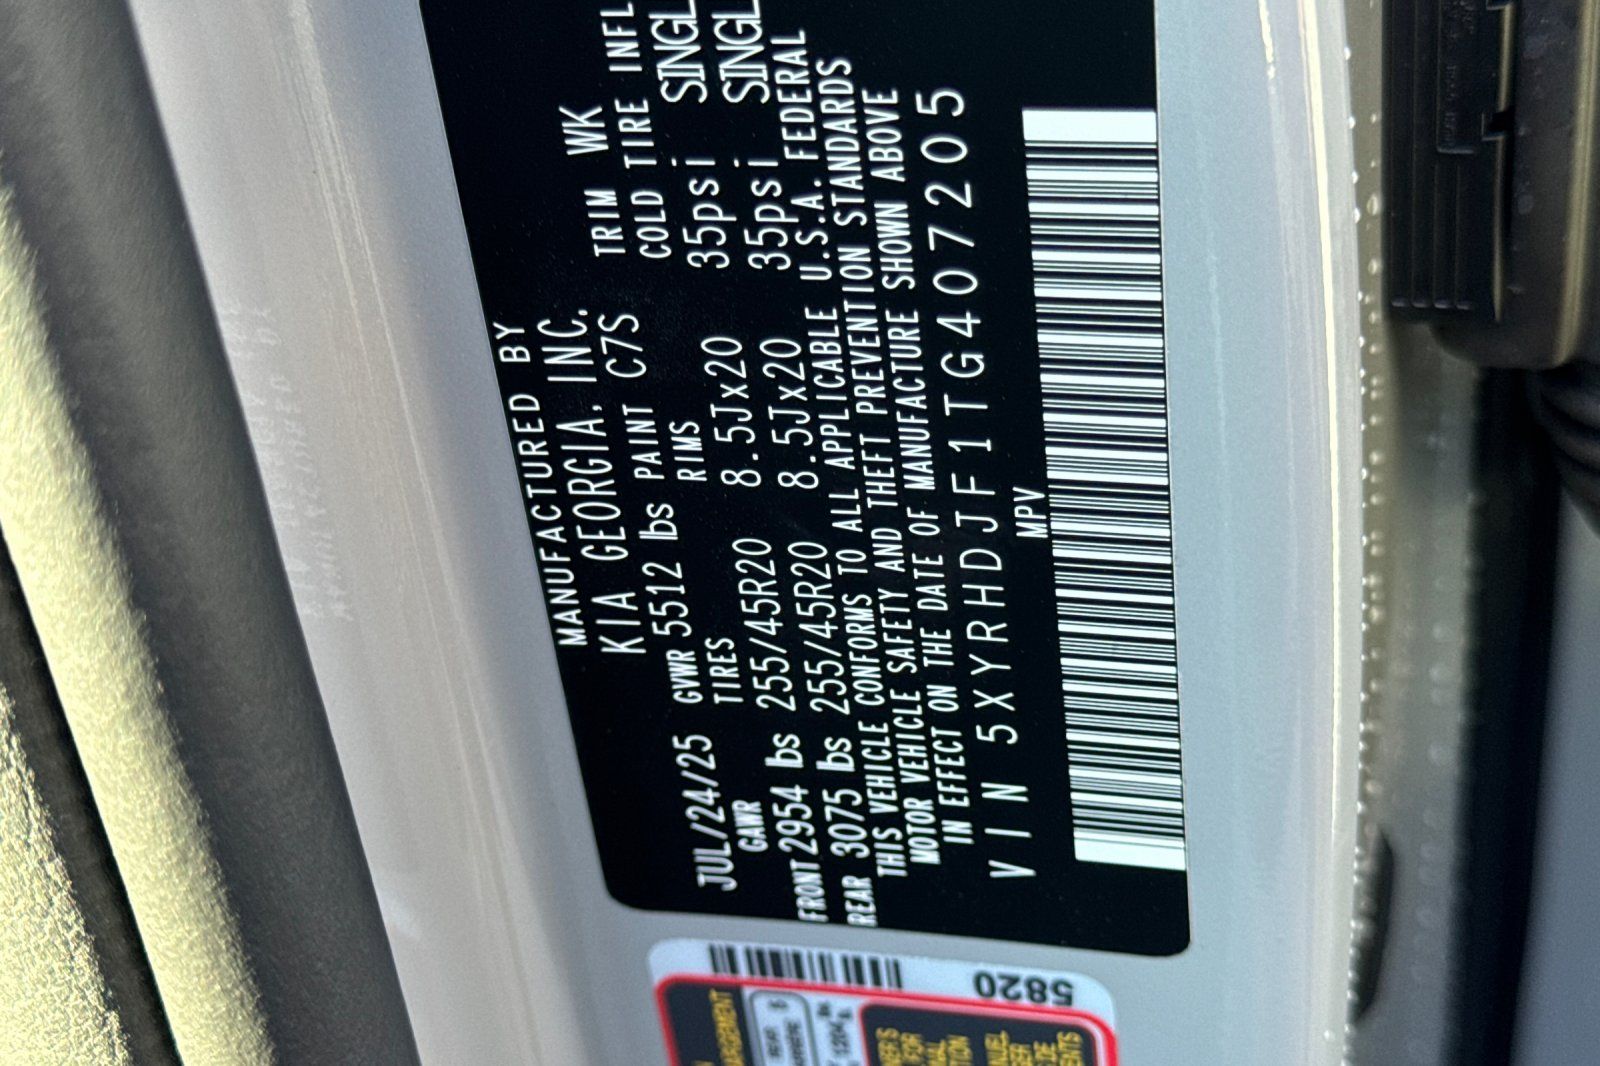 MANUFACTURED BY
KIA GEORGIA, INC.
JUL/24/25 GVWR 5512 lbs PAINT C7S TRIM WK
GAWR TIRES RIMS COLD TIRE INFL
FRONT 2954 lbs 255/45R20 8.5Jx20 35psi SINGL
REAR 3075 lbs 255/45R20 8.5Jx20 35psi SINGL
THIS VEHICLE CONFORMS TO ALL APPLICABLE U.S.A. FEDERAL
MOTOR VEHICLE SAFETY AND THEFT PREVENTION STANDARDS
IN EFFECT ON THE DATE OF MANUFACTURE SHOWN ABOVE
VIN 5XYRHDJF1TG407205
MPV
5820